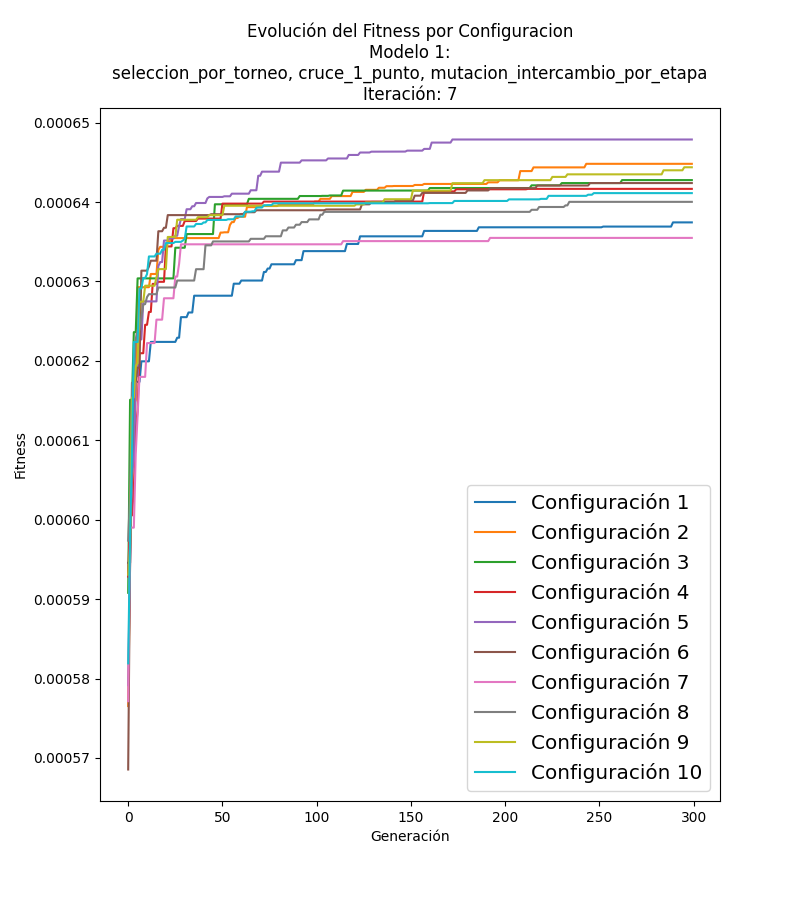 Evolución del Fitness por Configuracion
Modelo 1:
seleccion_por_torneo, cruce_1_punto, mutacion_intercambio_por_etapa
Iteración: 7
0.00065
0.00064
0.00063
0.00062
0.00061
0.00060
0.00059
0.00058
0.00057
Fitness
Configuración 1
Configuración 2
Configuración 3
Configuración 4
Configuración 5
Configuración 6
Configuración 7
Configuración 8
Configuración 9
Configuración 10
0 50 100 150 200 250 300
Generación